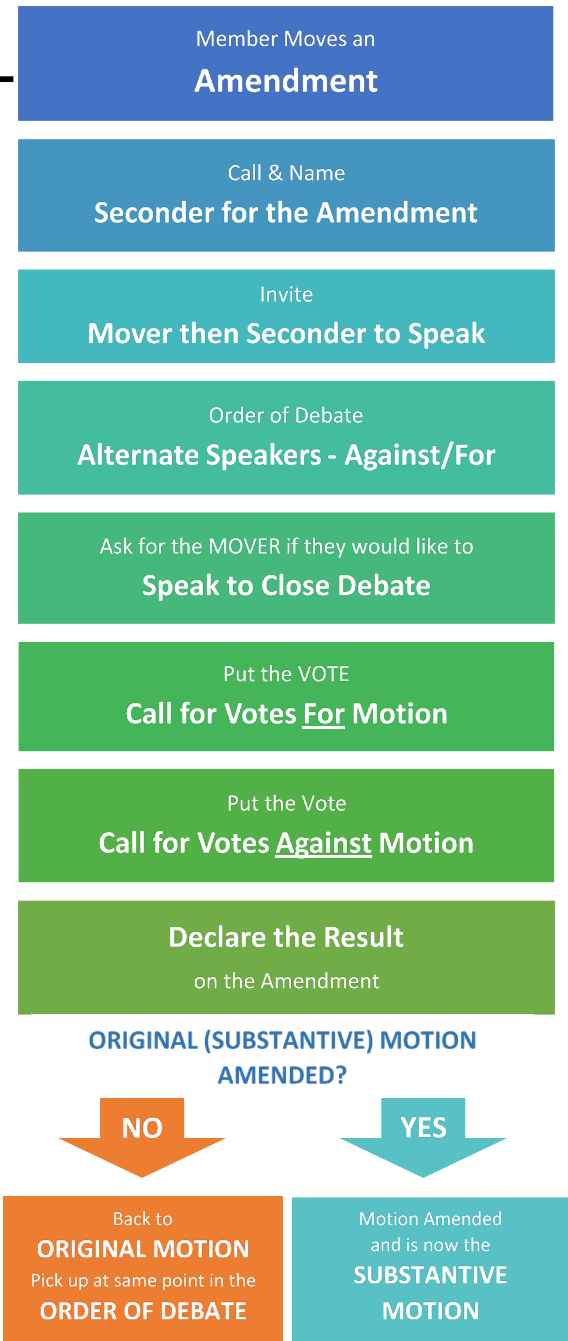 Member Moves an
Amendment
Call & Name
Seconder for the Amendment
Invite
Mover then Seconder to Speak
Order of Debate
Alternate Speakers - Against/For
Ask for the MOVER if they would like to
Speak to Close Debate
Put the VOTE
Call for Votes For Motion
Put the Vote
Call for Votes Against Motion
Declare the Result
on the Amendment
ORIGINAL (SUBSTANTIVE) MOTION
AMENDED?
NO
YES
Back to
ORIGINAL MOTION
Pick up at same point in the
ORDER OF DEBATE
Motion Amended
and is now the
SUBSTANTIVE
MOTION